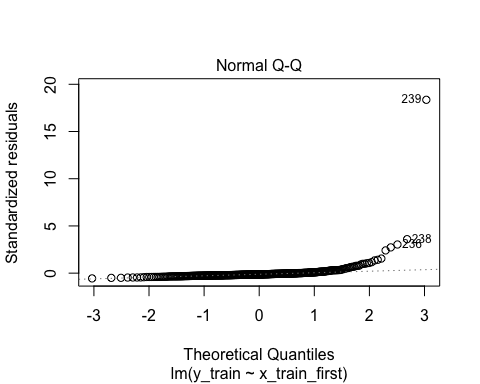 Normal Q-Q
Standardized residuals
20
15
10
5
0
239
238
236
-3 -2 -1 0 1 2 3
Theoretical Quantiles
lm(y_train ~ x_train_first)